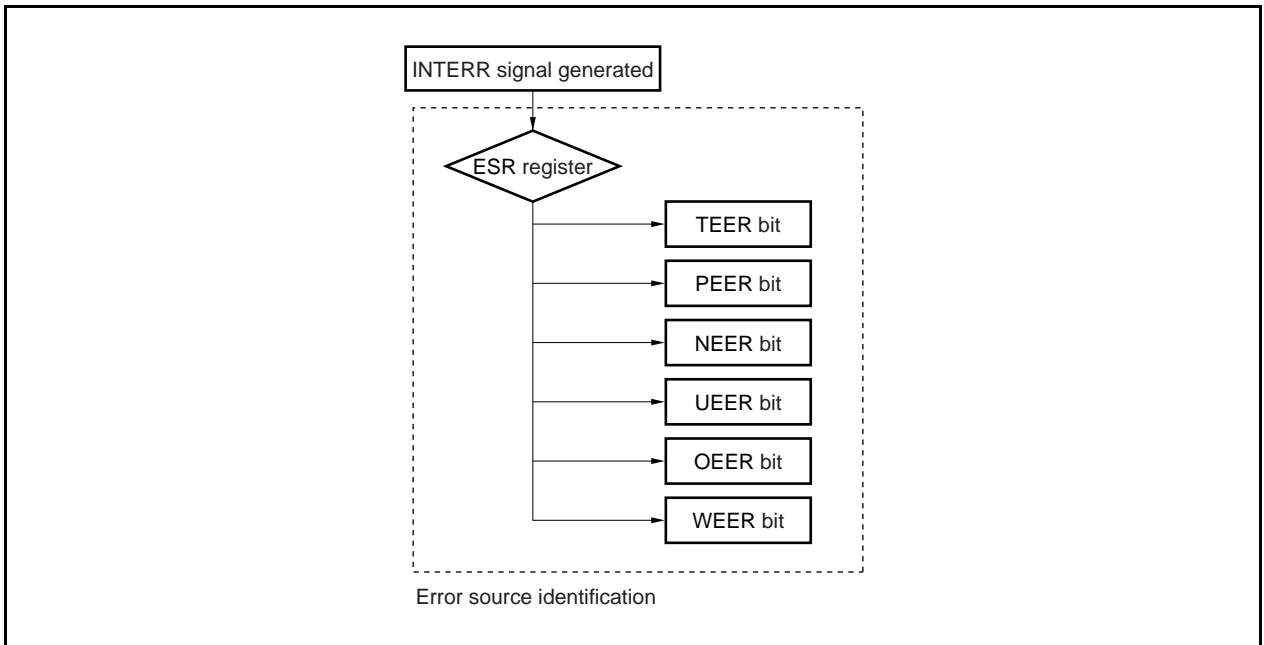 INTERR signal generated
ESR register
TEER bit
PEER bit
NEER bit
UEER bit
OEER bit
WEER bit
Error source identification